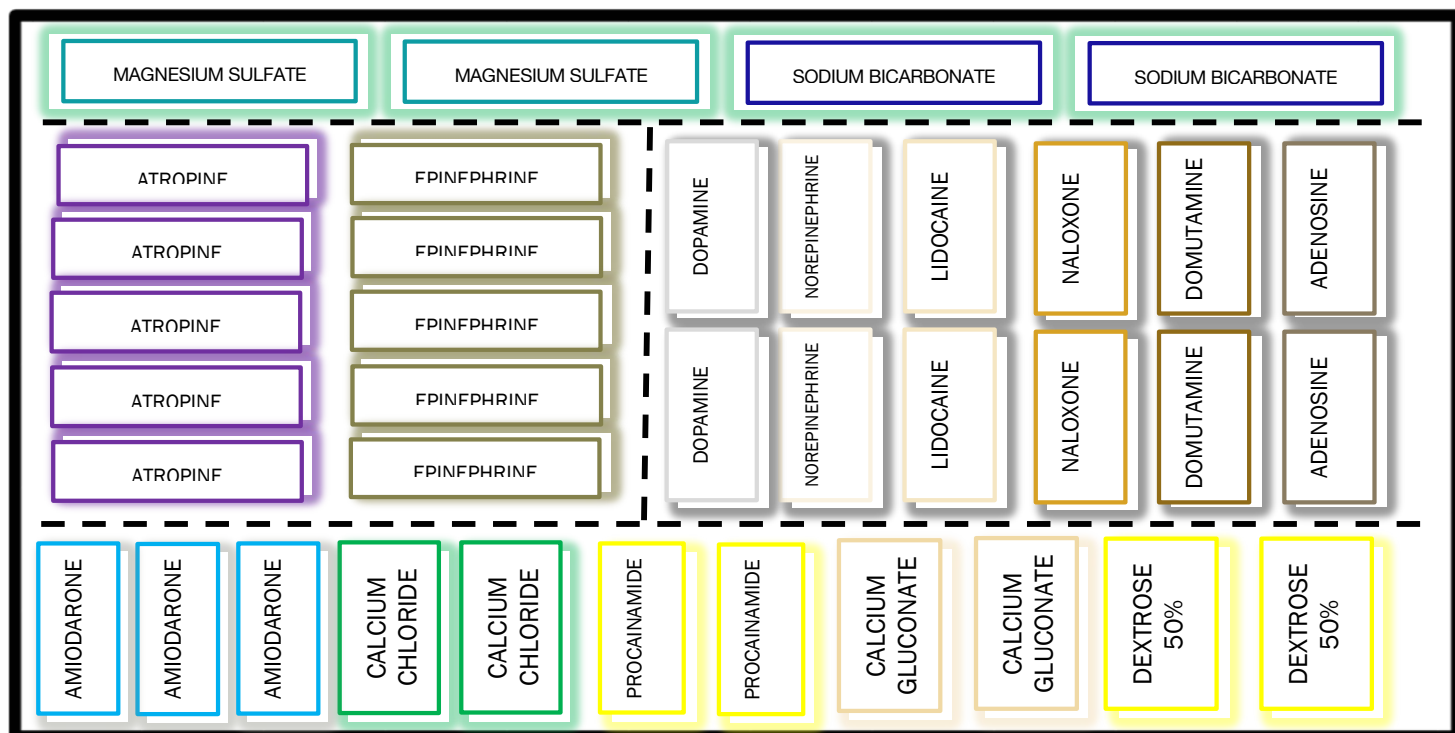 MAGNESIUM SULFATE
MAGNESIUM SULFATE
SODIUM BICARBONATE
SODIUM BICARBONATE
ATROPINE
ATROPINE
ATROPINE
ATROPINE
ATROPINE
EPINEPHRINE
EPINEPHRINE
EPINEPHRINE
EPINEPHRINE
EPINEPHRINE
DOPAMINE
NOREPINEPHRINE
LIDOCAINE
NALOXONE
DOMUTAMINE
ADENOSINE
DOPAMINE
NOREPINEPHRINE
LIDOCAINE
NALOXONE
DOMUTAMINE
ADENOSINE
AMIODARONE
AMIODARONE
AMIODARONE
CALCIUM
CHLORIDE
CALCIUM
CHLORIDE
PROCAINAMIDE
PROCAINAMIDE
CALCIUM
GLUCONATE
CALCIUM
GLUCONATE
DEXTROSE
50%
DEXTROSE
50%